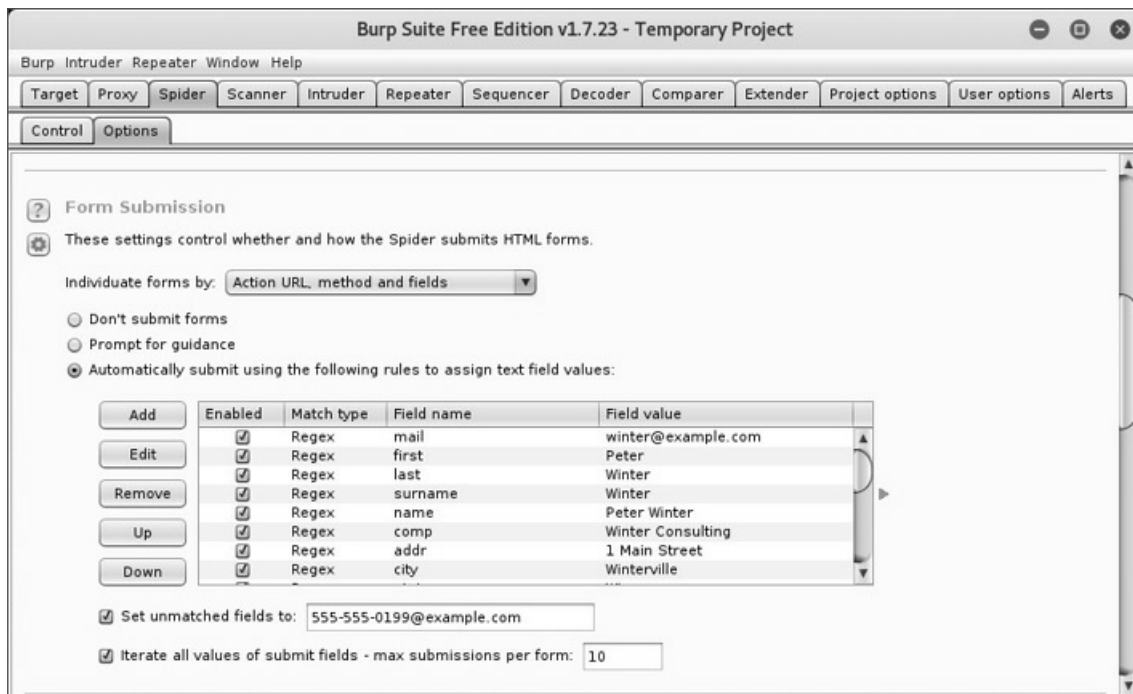 Burp Suite Free Edition v1.7.23 - Temporary Project
Burp Intruder Repeater Window Help
Target Proxy Spider Scanner Intruder Repeater Sequencer Decoder Comparer Extender Project options User options Alerts
Control Options
? Form Submission
These settings control whether and how the Spider submits HTML forms.
Individuate forms by: Action URL, method and fields
Don't submit forms
Prompt for guidance
Automatically submit using the following rules to assign text field values:
Add
Edit
Remove
Up
Down
Enabled Match type Field name Field value
Regex mail winter@example.com
Regex first Peter
Regex last Winter
Regex surname Winter
Regex name Peter Winter
Regex comp Winter Consulting
Regex addr 1 Main Street
Regex city Winterville
Set unmatched fields to: 555-555-0199@example.com
Iterate all values of submit fields - max submissions per form: 10